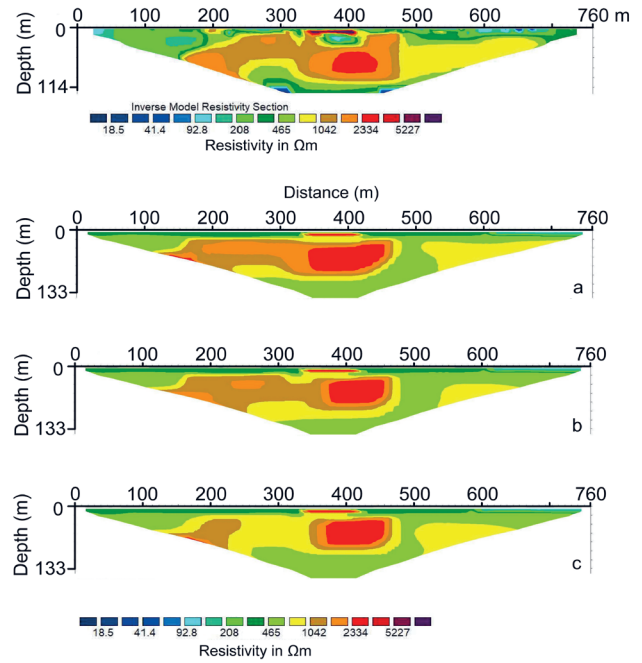 0 100 200 300 400 500 600 760 m
Depth (m)
0
114
Inverse Model Resistivity Section
18.5 41.4 92.8 208 465 1042 2334 5227
Resistivity in Ωm
Distance (m)
0 100 200 300 400 500 600 760
Depth (m)
0
133
a
0 100 200 300 400 500 600 760
Depth (m)
0
133
b
0 100 200 300 400 500 600 760
Depth (m)
0
133
c
18.5 41.4 92.8 208 465 1042 2334 5227
Resistivity in Ωm